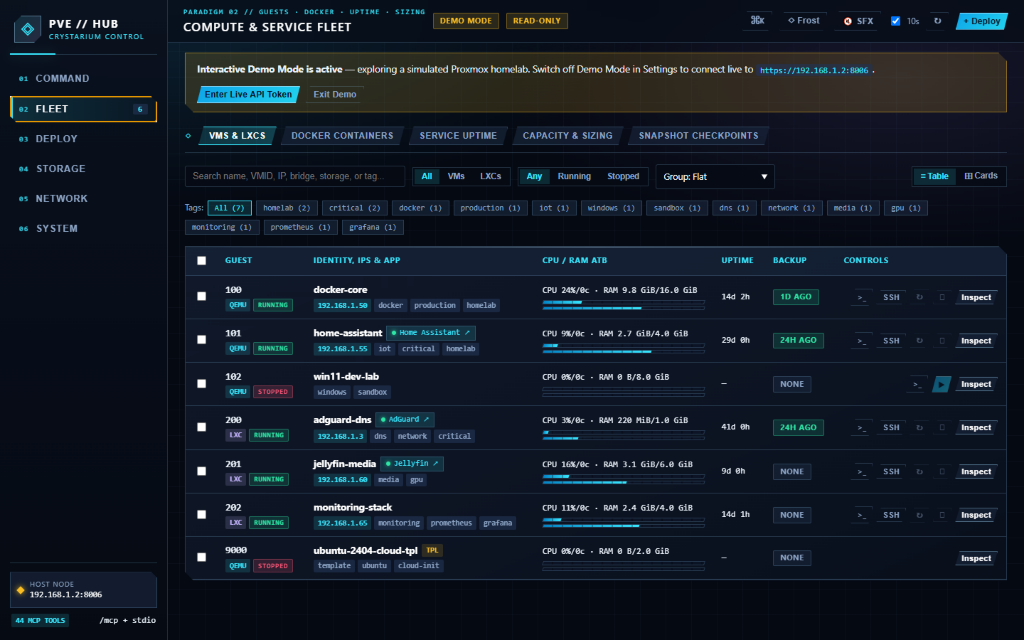 PVE // HUB
CRYSTARIUM CONTROL
01 COMMAND
02 FLEET 6
03 DEPLOY
04 STORAGE
05 NETWORK
06 SYSTEM
HOST NODE
192.168.1.2:8006
44 MCP TOOLS /mcp + stdio
PARADIGM 02 // GUESTS · DOCKER · UPTIME · SIZING
COMPUTE & SERVICE FLEET
DEMO MODE READ-ONLY
⌘K ◇ Frost SFX 10s ↻ + Deploy
Interactive Demo Mode is active — exploring a simulated Proxmox homelab. Switch off Demo Mode in Settings to connect live to https://192.168.1.2:8006 .
Enter Live API Token Exit Demo
VMS & LXCS DOCKER CONTAINERS SERVICE UPTIME CAPACITY & SIZING SNAPSHOT CHECKPOINTS
Search name, VMID, IP, bridge, storage, or tag... All VMs LXCs Any Running Stopped Group: Flat ≡ Table ⊞ Cards
Tags: All (7) homelab (2) critical (2) docker (1) production (1) iot (1) windows (1) sandbox (1) dns (1) network (1) media (1) gpu (1)
monitoring (1) prometheus (1) grafana (1)
GUEST IDENTITY, IPS & APP CPU / RAM ATB UPTIME BACKUP CONTROLS
100 docker-core CPU 24%/0c · RAM 9.8 GiB/16.0 GiB 14d 2h 1D AGO >_ SSH ↻ Inspect
QEMU RUNNING 192.168.1.50 docker production homelab
101 home-assistant Home Assistant ↗ CPU 9%/0c · RAM 2.7 GiB/4.0 GiB 29d 0h 24H AGO >_ SSH ↻ Inspect
QEMU RUNNING 192.168.1.55 iot critical homelab
102 win11-dev-lab CPU 0%/0c · RAM 0 B/8.0 GiB — NONE >_ ▶ Inspect
QEMU STOPPED windows sandbox
200 adguard-dns AdGuard ↗ CPU 3%/0c · RAM 220 MiB/1.0 GiB 41d 0h 24H AGO >_ SSH ↻ Inspect
LXC RUNNING 192.168.1.3 dns network critical
201 jellyfin-media Jellyfin ↗ CPU 16%/0c · RAM 3.1 GiB/6.0 GiB 9d 0h NONE >_ SSH ↻ Inspect
LXC RUNNING 192.168.1.60 media gpu
202 monitoring-stack CPU 11%/0c · RAM 2.4 GiB/4.0 GiB 14d 1h NONE >_ SSH ↻ Inspect
LXC RUNNING 192.168.1.65 monitoring prometheus grafana
9000 ubuntu-2404-cloud-tpl TPL CPU 0%/0c · RAM 0 B/2.0 GiB — NONE Inspect
QEMU STOPPED template ubuntu cloud-init